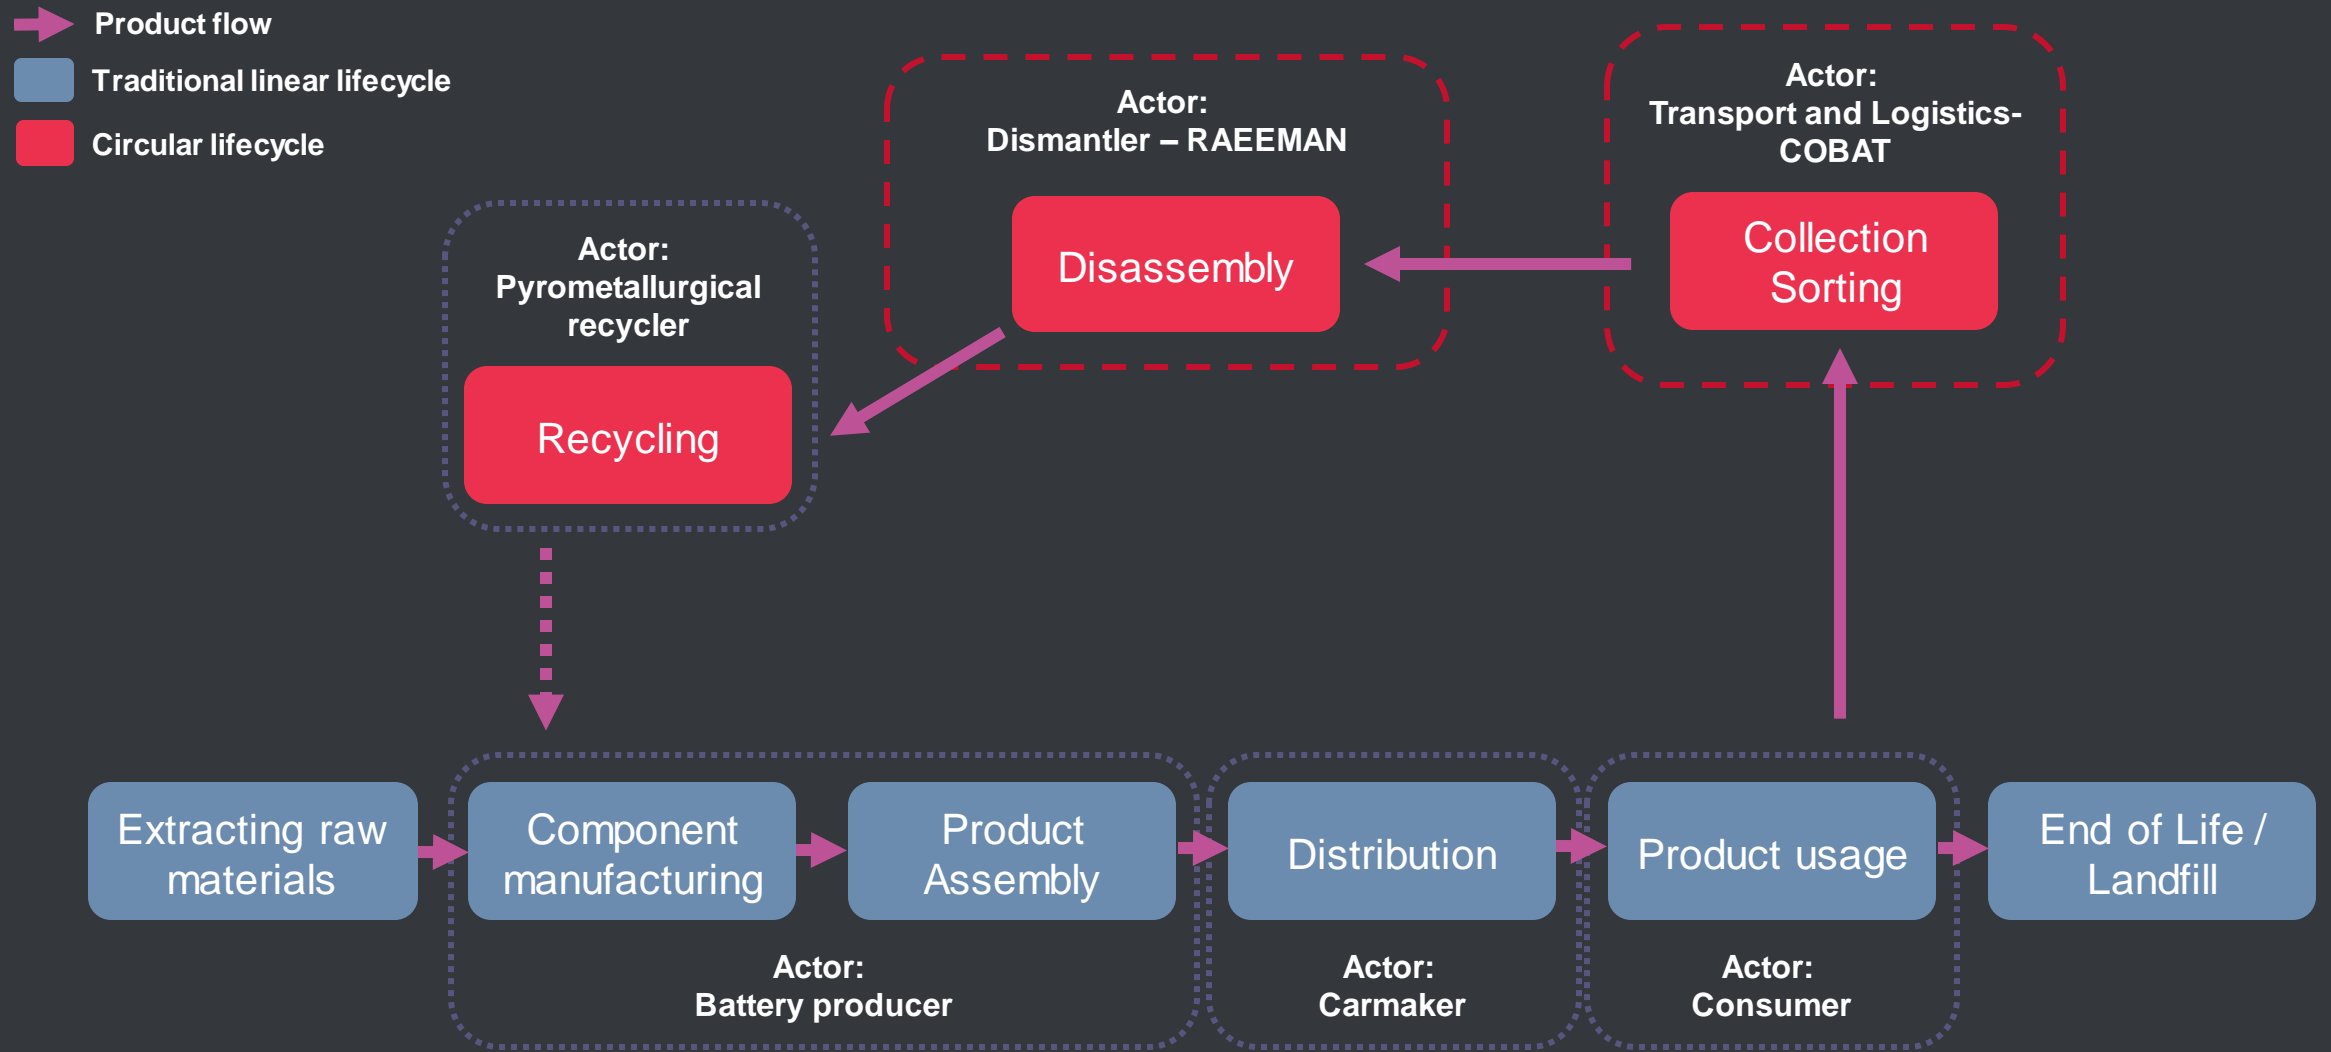 Product flow
Traditional linear lifecycle
Circular lifecycle
Actor:
Transport and Logistics-
COBAT
Collection
Sorting
Actor:
Dismantler – RAEEMAN
Disassembly
Actor:
Pyrometallurgical
recycler
Recycling
Extracting raw
materials
Component
manufacturing
Product
Assembly
Distribution
Product usage
End of Life /
Landfill
Actor:
Battery producer
Actor:
Carmaker
Actor:
Consumer